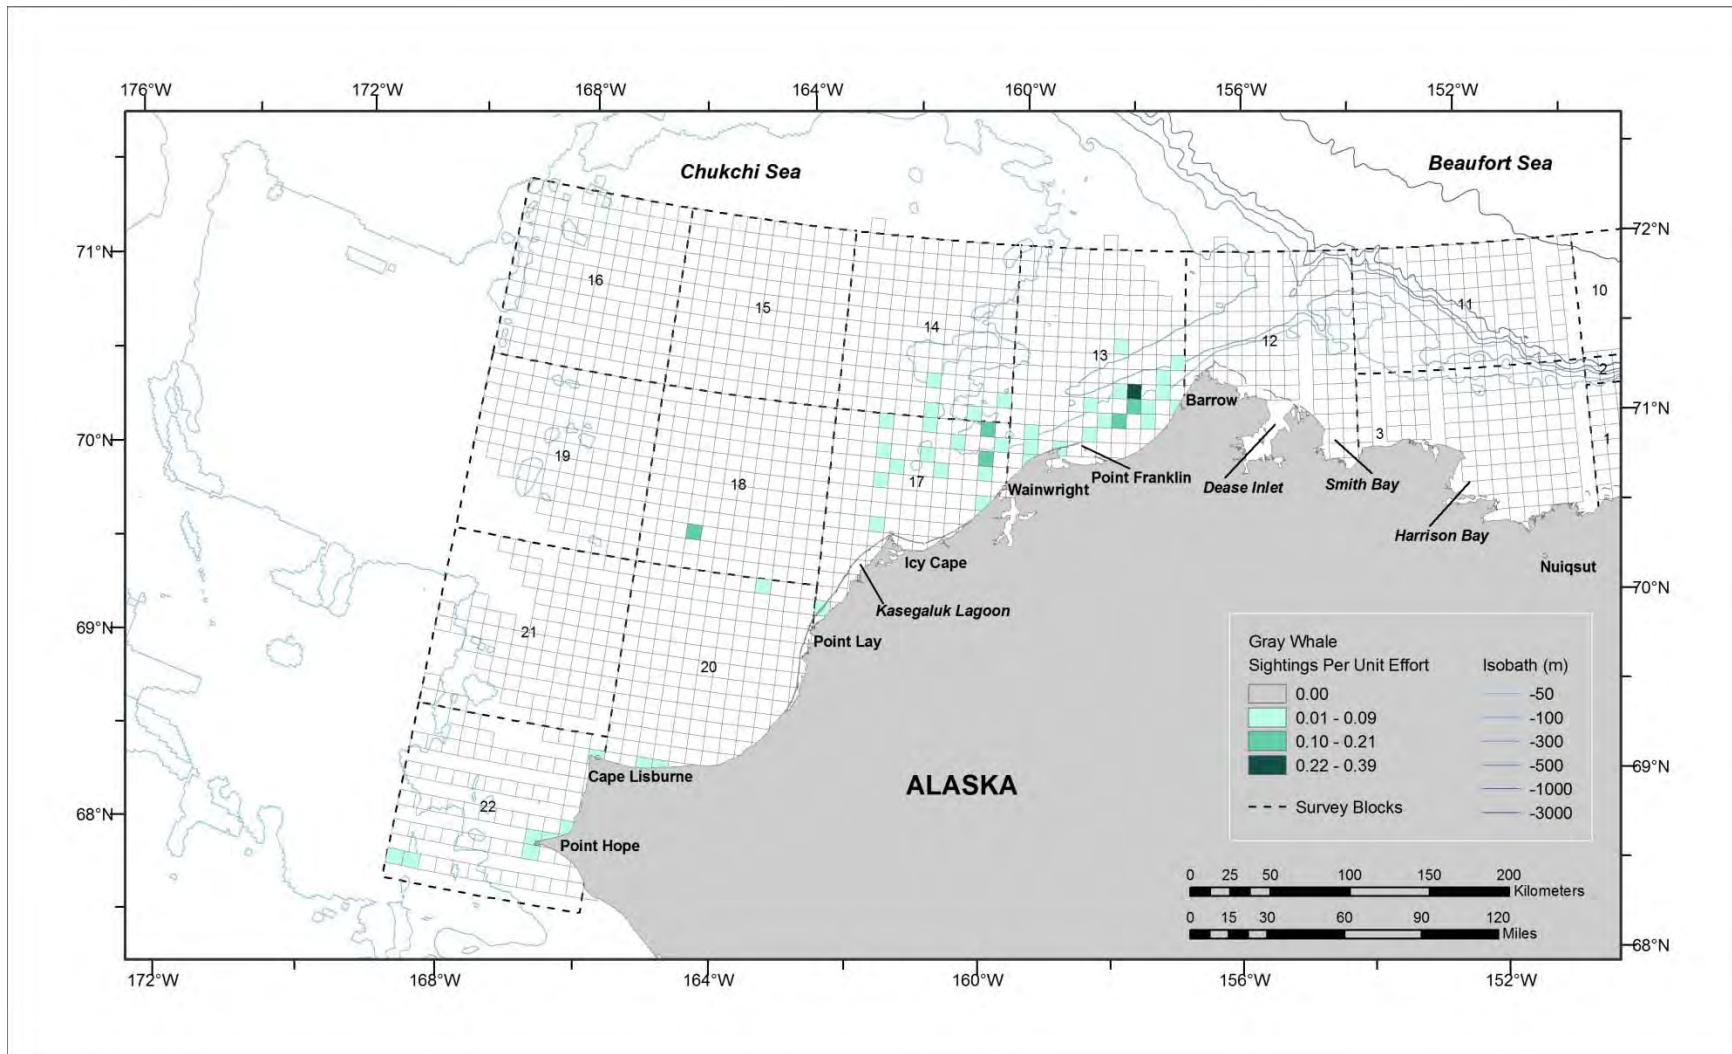 176°W 172°W 168°W 164°W 160°W 156°W 152°W
Chukchi Sea
Beaufort Sea
72°N
71°N
16
15
14
13
12
11
10
2
71°N
Barrow
3
1
70°N
19
18
17
Point Franklin
Wainwright
Dease Inlet
Smith Bay
Harrison Bay
Icy Cape
Nuiqsut
70°N
Kasegaluk Lagoon
69°N
21
Point Lay
20
Gray Whale
Sightings Per Unit Effort
0.00
0.01 - 0.09
0.10 - 0.21
0.22 - 0.39
Survey Blocks
Isobath (m)
-50
-100
-300
-500
-1000
-3000
69°N
Cape Lisburne
ALASKA
22
68°N
Point Hope
0 25 50 100 150 200
Kilometers
0 15 30 60 90 120
Miles
68°N
172°W 168°W 164°W 160°W 156°W 152°W